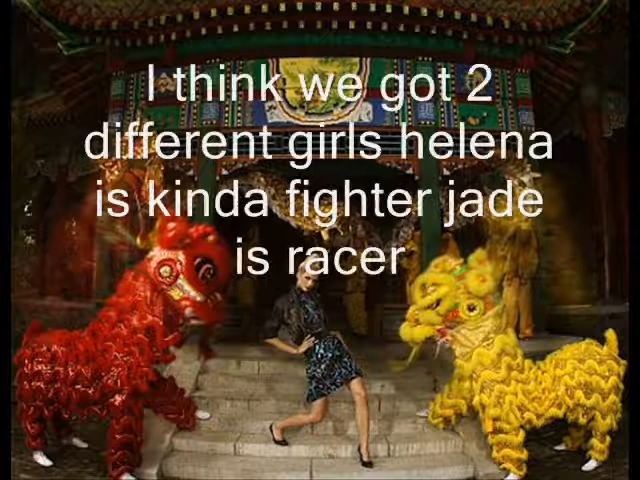 I think we got 2
different girls helena
is kinda fighter jade
is racer